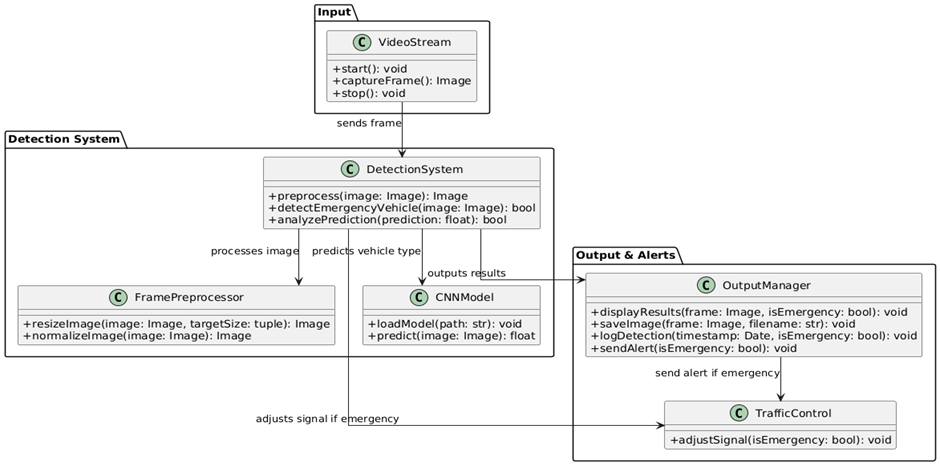 Input
C VideoStream
+start(): void
+captureFrame(): Image
+stop(): void
sends frame
Detection System
C DetectionSystem
+preprocess(image: Image): Image
+detectEmergencyVehicle(image: Image): bool
+analyzePrediction(prediction: float): bool
processes image
predicts vehicle type
outputs results
C FramePreprocessor
+resizeImage(image: Image, targetSize: tuple): Image
+normalizeImage(image: Image): Image
C CNNModel
+loadModel(path: str): void
+predict(image: Image): float
Output & Alerts
C OutputManager
+displayResults(frame: Image, isEmergency: bool): void
+saveImage(frame: Image, filename: str): void
+logDetection(timestamp: Date, isEmergency: bool): void
+sendAlert(isEmergency: bool): void
send alert if emergency
adjusts signal if emergency
C TrafficControl
+adjustSignal(isEmergency: bool): void